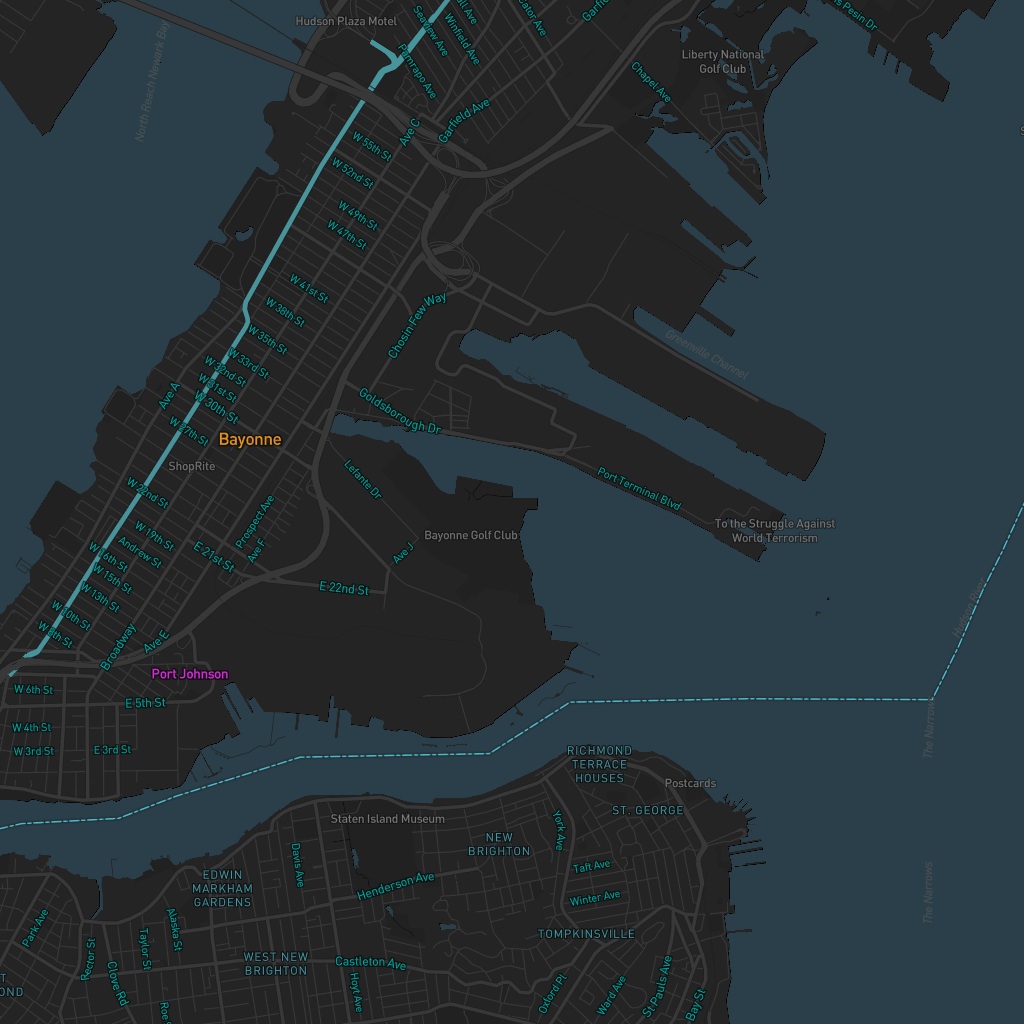 Hudson Plaza Motel
Seaview Ave
Winfield Ave
Pamrapo Ave
Liberty National
Golf Club
Chapel Ave
North Reach Newark Bay
Garfield Ave
Ave C
W 55th St
W 52nd St
W 49th St
W 47th St
W 41st St
W 38th St
Chosin Few Way
W 35th St
W 33rd St
W 32nd St
W 31st St
W 30th St
Greenville Channel
Ave A
Goldsborough Dr
W 27th St
Bayonne
ShopRite
Lefante Dr
W 22nd St
Port Terminal Blvd
Prospect Ave
To the Struggle Against
World Terrorism
Bayonne Golf Club
W 19th St
Andrew St
Ave F
Ave J
W 16th St
E 21st St
W 15th St
E 22nd St
W 13th St
W 10th St
Hudson River
W 8th St
Broadway
Ave E
Port Johnson
W 6th St
E 5th St
W 4th St
W 3rd St
E 3rd St
The Narrows
RICHMOND
TERRACE
HOUSES
Postcards
ST. GEORGE
Staten Island Museum
NEW
BRIGHTON
York Ave
Davis Ave
Taft Ave
EDWIN
MARKHAM
GARDENS
Henderson Ave
Winter Ave
The Narrows
Park Ave
Alaska St
Taylor St
TOMPKINSVILLE
Rector St
WEST NEW
BRIGHTON
Castleton Ave
Clove Rd
Hoyt Ave
Oxford Pl
Ward Ave
St Pauls Ave
Bay St